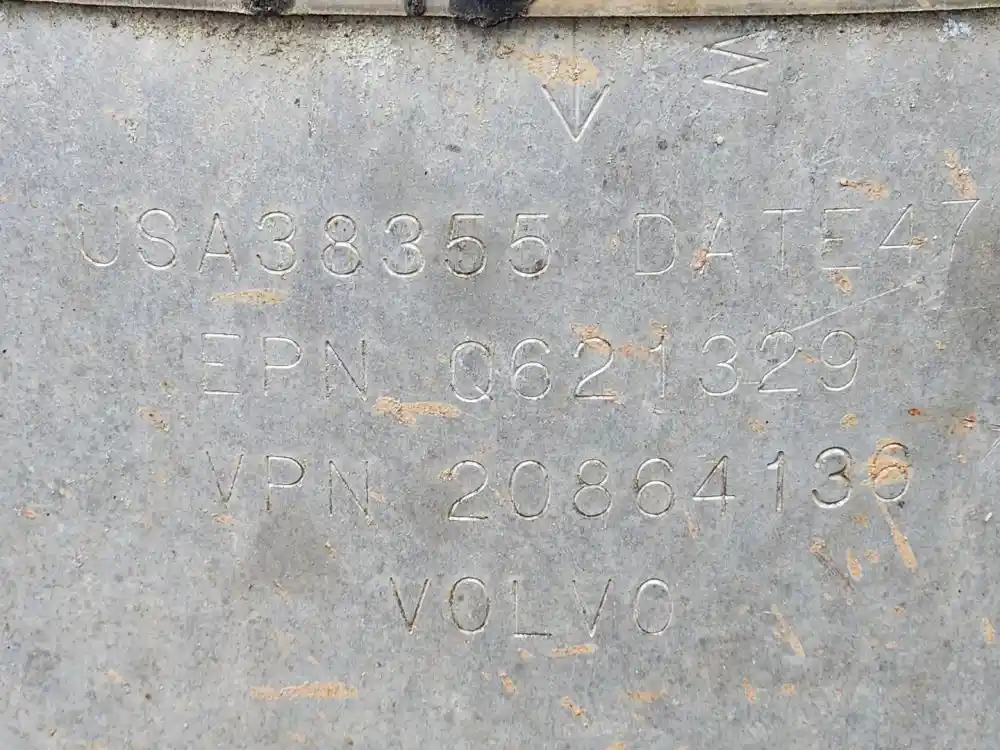 M
USA38355 DATE47
EPN Q621329
VPN 20864136
VOLVO